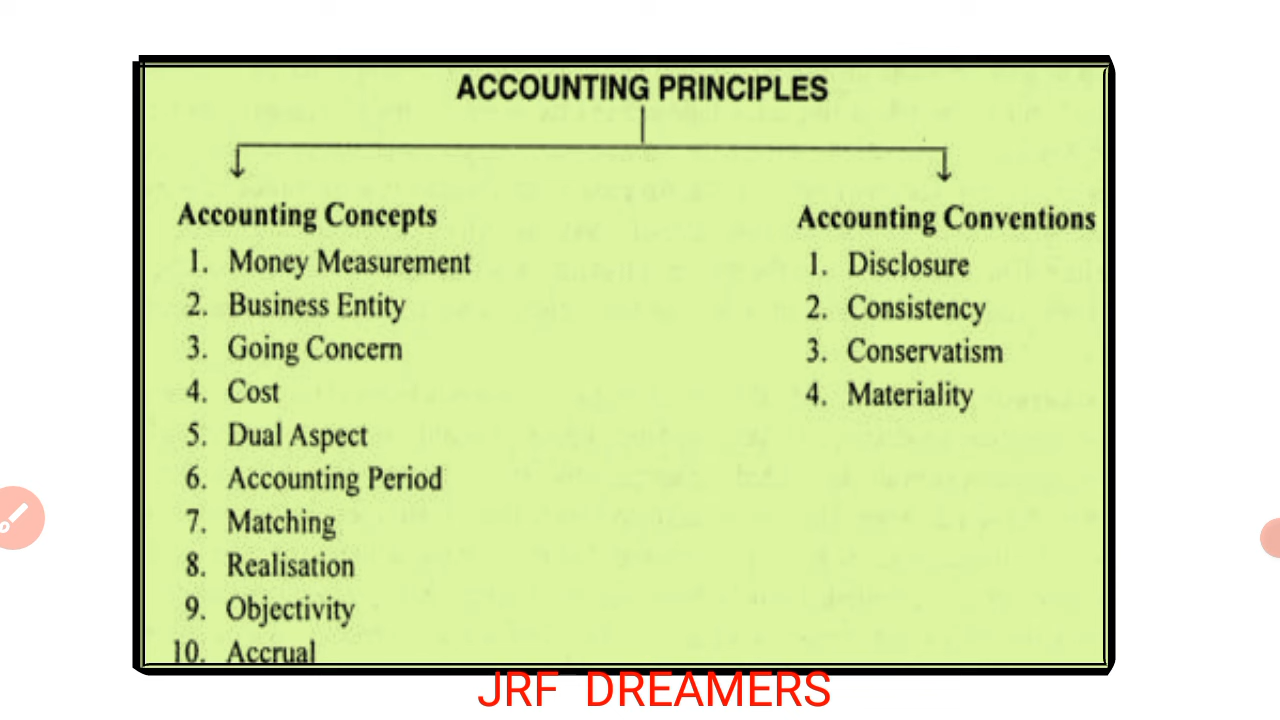 ACCOUNTING PRINCIPLES
Accounting Concepts
1. Money Measurement
2. Business Entity
3. Going Concern
4. Cost
5. Dual Aspect
6. Accounting Period
7. Matching
8. Realisation
9. Objectivity
10. Accrual
Accounting Conventions
1. Disclosure
2. Consistency
3. Conservatism
4. Materiality
JRF DREAMERS